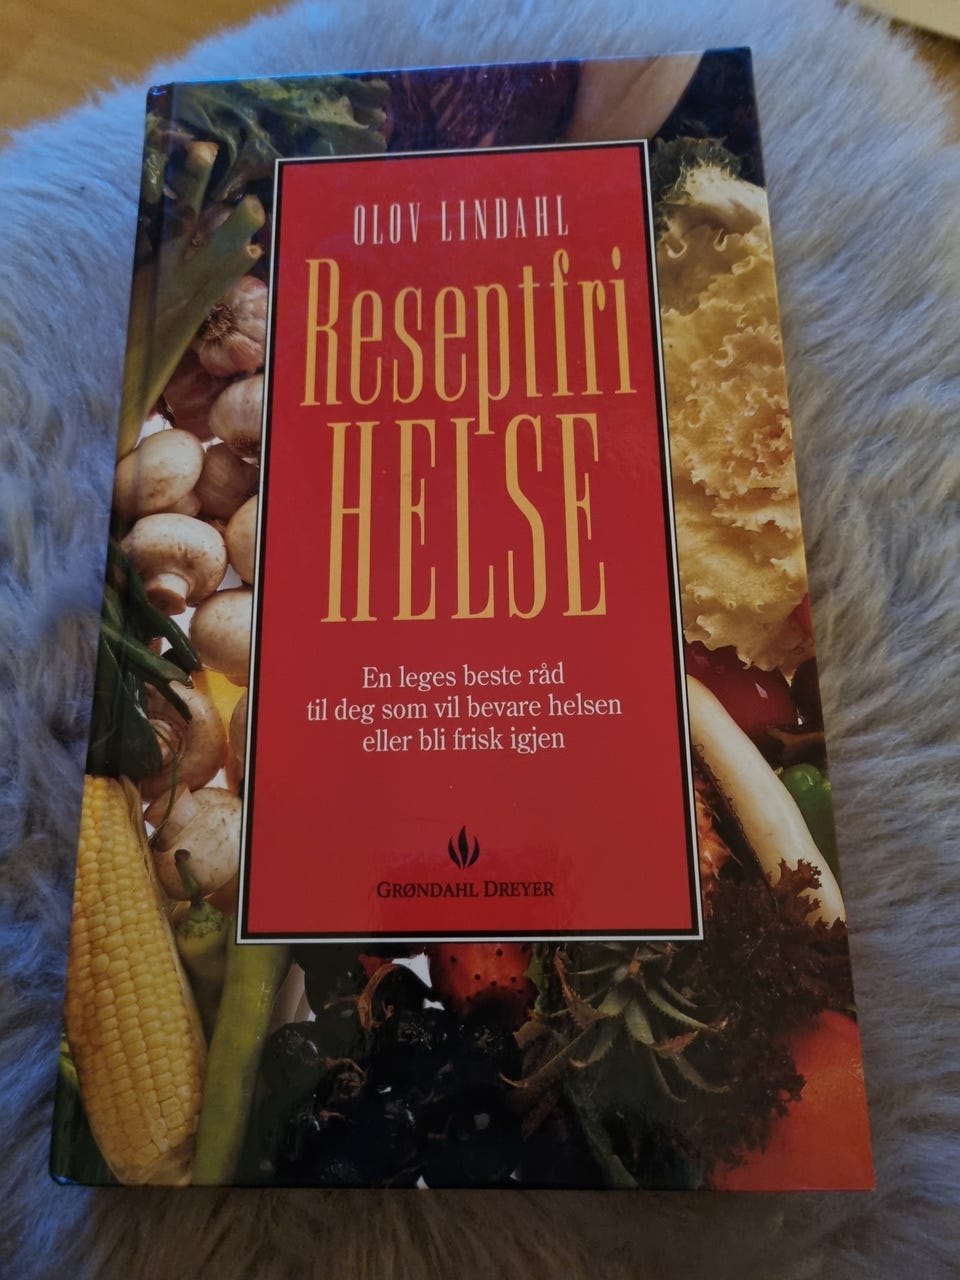 OLOV LINDAHL
Reseptfri
HELSE
En leges beste råd
til deg som vil bevare helsen
eller bli frisk igjen
GRØNDAHL DREYER